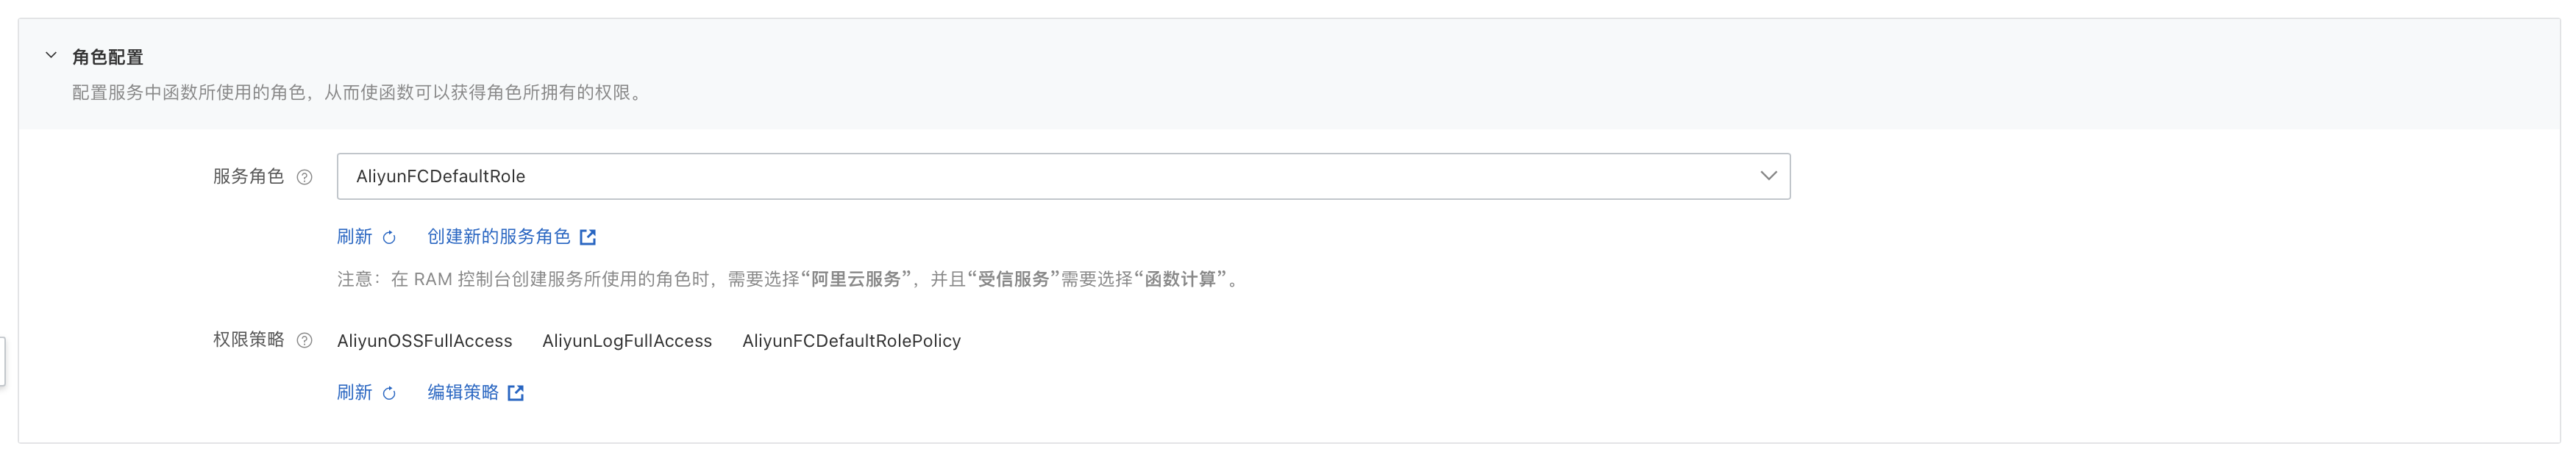 角色配置
配置服务中函数所使用的角色，从而使函数可以获得角色所拥有的权限。
服务角色 AliyunFCDefaultRole
刷新 创建新的服务角色
注意：在 RAM 控制台创建服务所使用的角色时，需要选择“阿里云服务”，并且“受信服务”需要选择“函数计算”。
权限策略 AliyunOSSFullAccess AliyunLogFullAccess AliyunFCDefaultRolePolicy
刷新 编辑策略